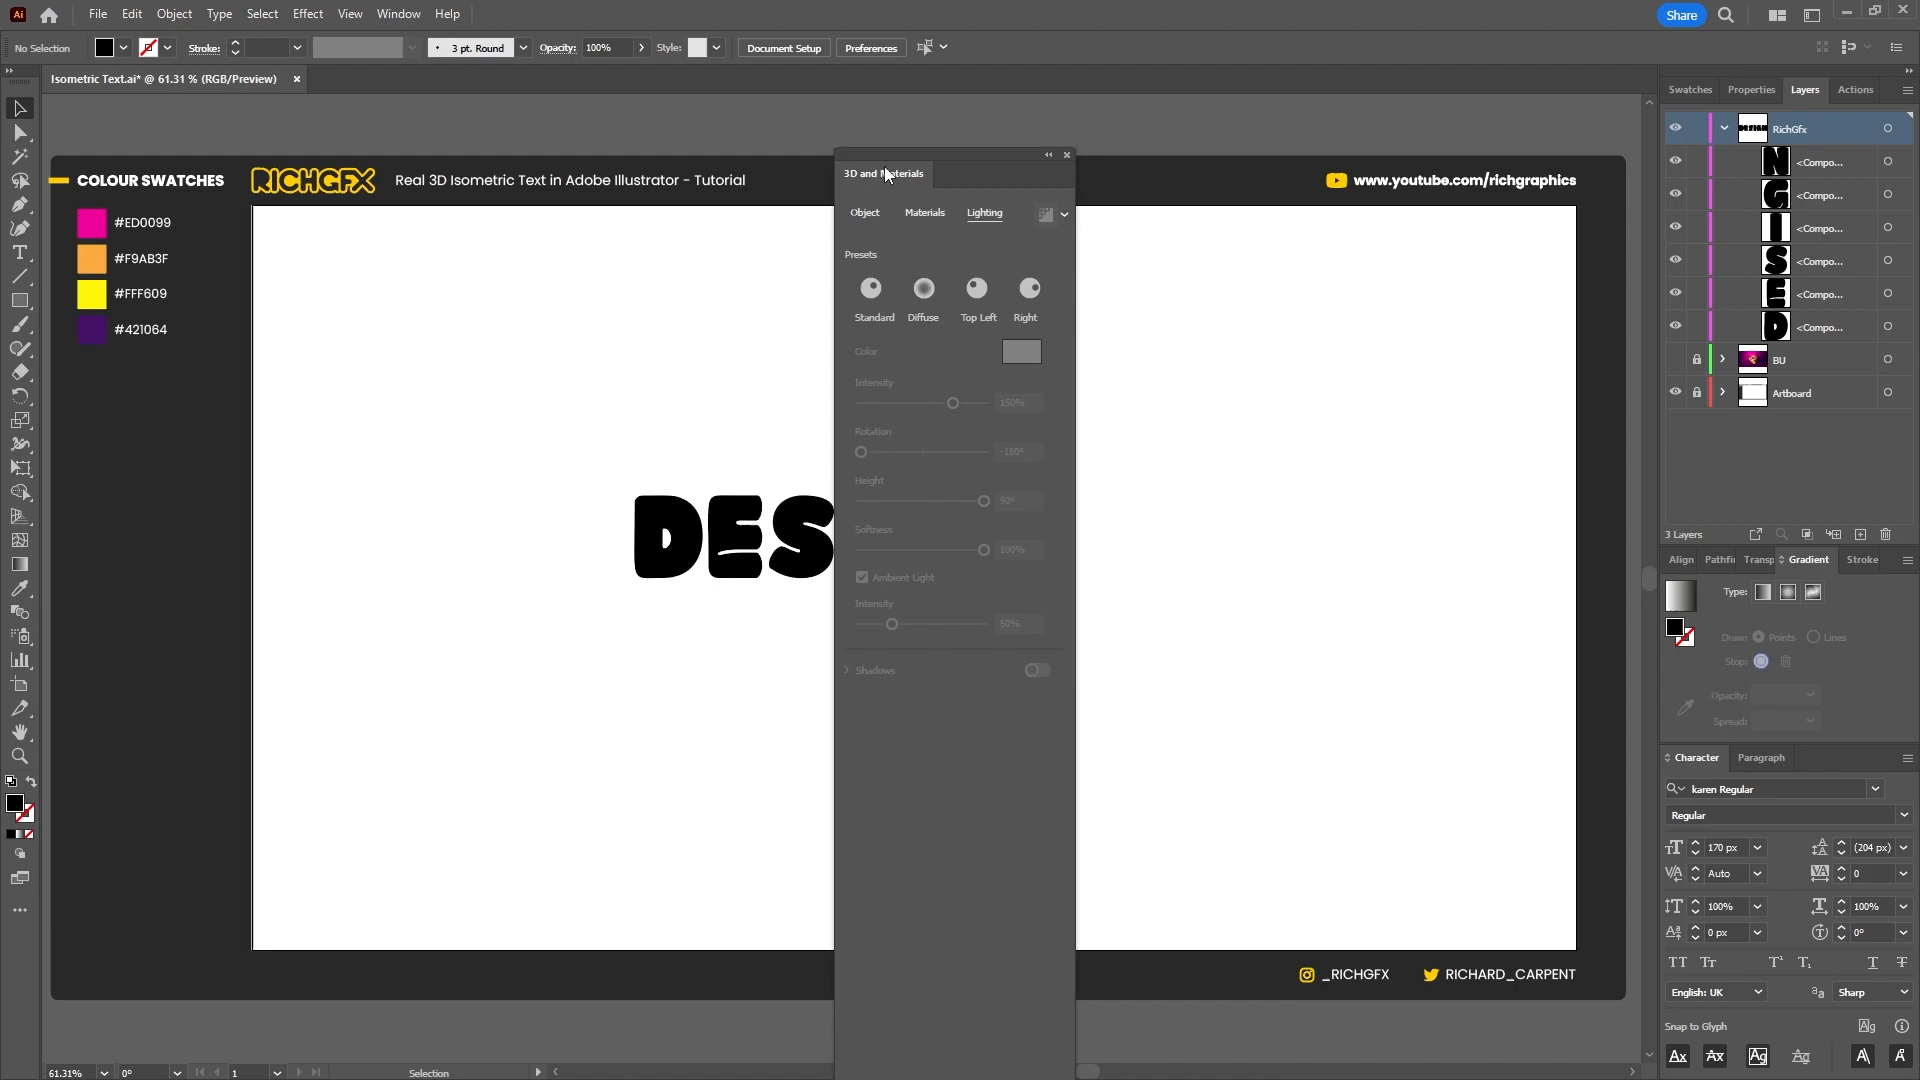 Ai
File Edit Object Type Select Effect View Window Help
Share
No Selection
Stroke:
3 pt. Round
Opacity: 100%
Style:
Document Setup
Preferences
Isometric Text.ai* @ 61.31 % (RGB/Preview)
COLOUR SWATCHES
RICHGFX
Real 3D Isometric Text in Adobe Illustrator - Tutorial
www.youtube.com/richgraphics
#ED0099
#F9AB3F
#FFF609
#421064
DES
3D and Materials
Object Materials Lighting
Presets
Standard Diffuse Top Left Right
Color
Intensity
150%
Rotation
-180°
Height
90°
Softness
100%
Ambient Light
Intensity
50%
Shadows
_RICHGFX
RICHARD_CARPENT
61.31% 0° 1 Selection
Swatches Properties Layers Actions
RichGfx
<Compo...
<Compo...
<Compo...
<Compo...
<Compo...
<Compo...
BU
Artboard
3 Layers
Align Pathfi Transp Gradient Stroke
Type:
Draw: Points Lines
Stop:
Opacity:
Spread:
Character Paragraph
karen Regular
Regular
170 px (204 px)
Auto 0
100% 100%
0 px 0°
English: UK
Sharp
Snap to Glyph